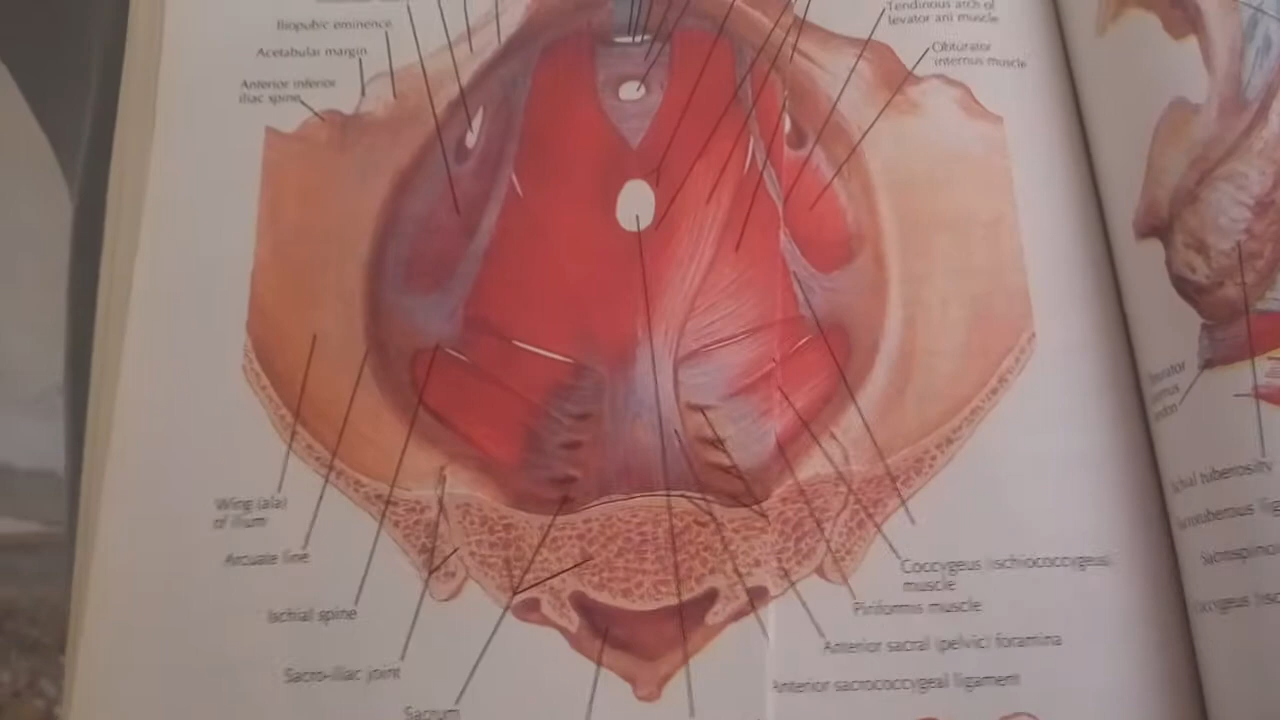 Iliopubic eminence
Acetabular margin
Anterior inferior
iliac spine
Tendinous arch of
levator ani muscle
Obturator
internus muscle
Wing (ala)
of ilium
Arcuate line
Ischial spine
Sacro-iliac joint
Sacrum
Coccygeus (ischiococcygeus)
muscle
Piriformis muscle
Anterior sacral (pelvic) foramina
Anterior sacrococcygeal ligament
tuberosity